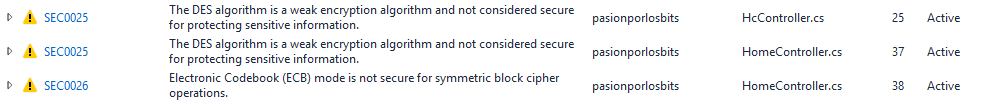 SEC0025 The DES algorithm is a weak encryption algorithm and not considered secure for protecting sensitive information. pasionporlosbits HcController.cs 25 Active
SEC0025 The DES algorithm is a weak encryption algorithm and not considered secure for protecting sensitive information. pasionporlosbits HomeController.cs 37 Active
SEC0026 Electronic Codebook (ECB) mode is not secure for symmetric block cipher operations. pasionporlosbits HomeController.cs 38 Active